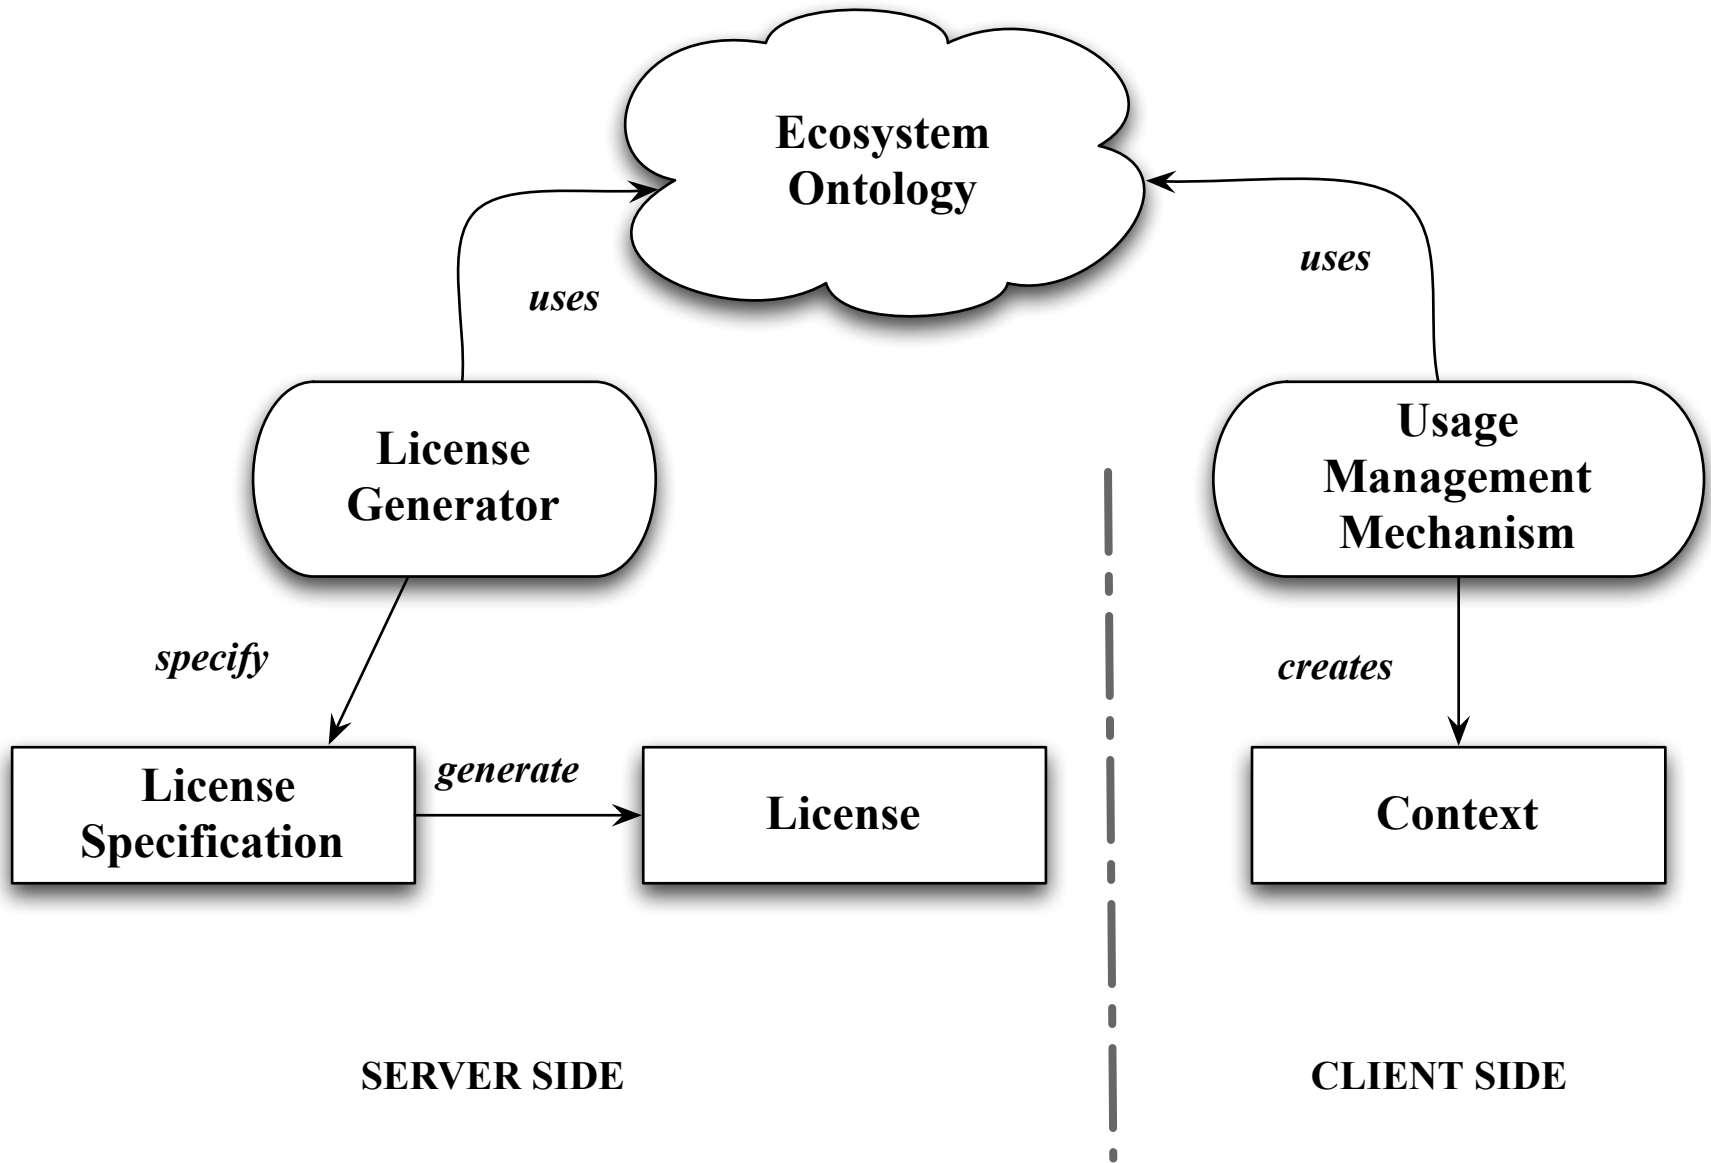 Ecosystem
Ontology
uses
uses
License
Generator
Usage
Management
Mechanism
specify
creates
generate
License
Specification
License
Context
SERVER SIDE
CLIENT SIDE